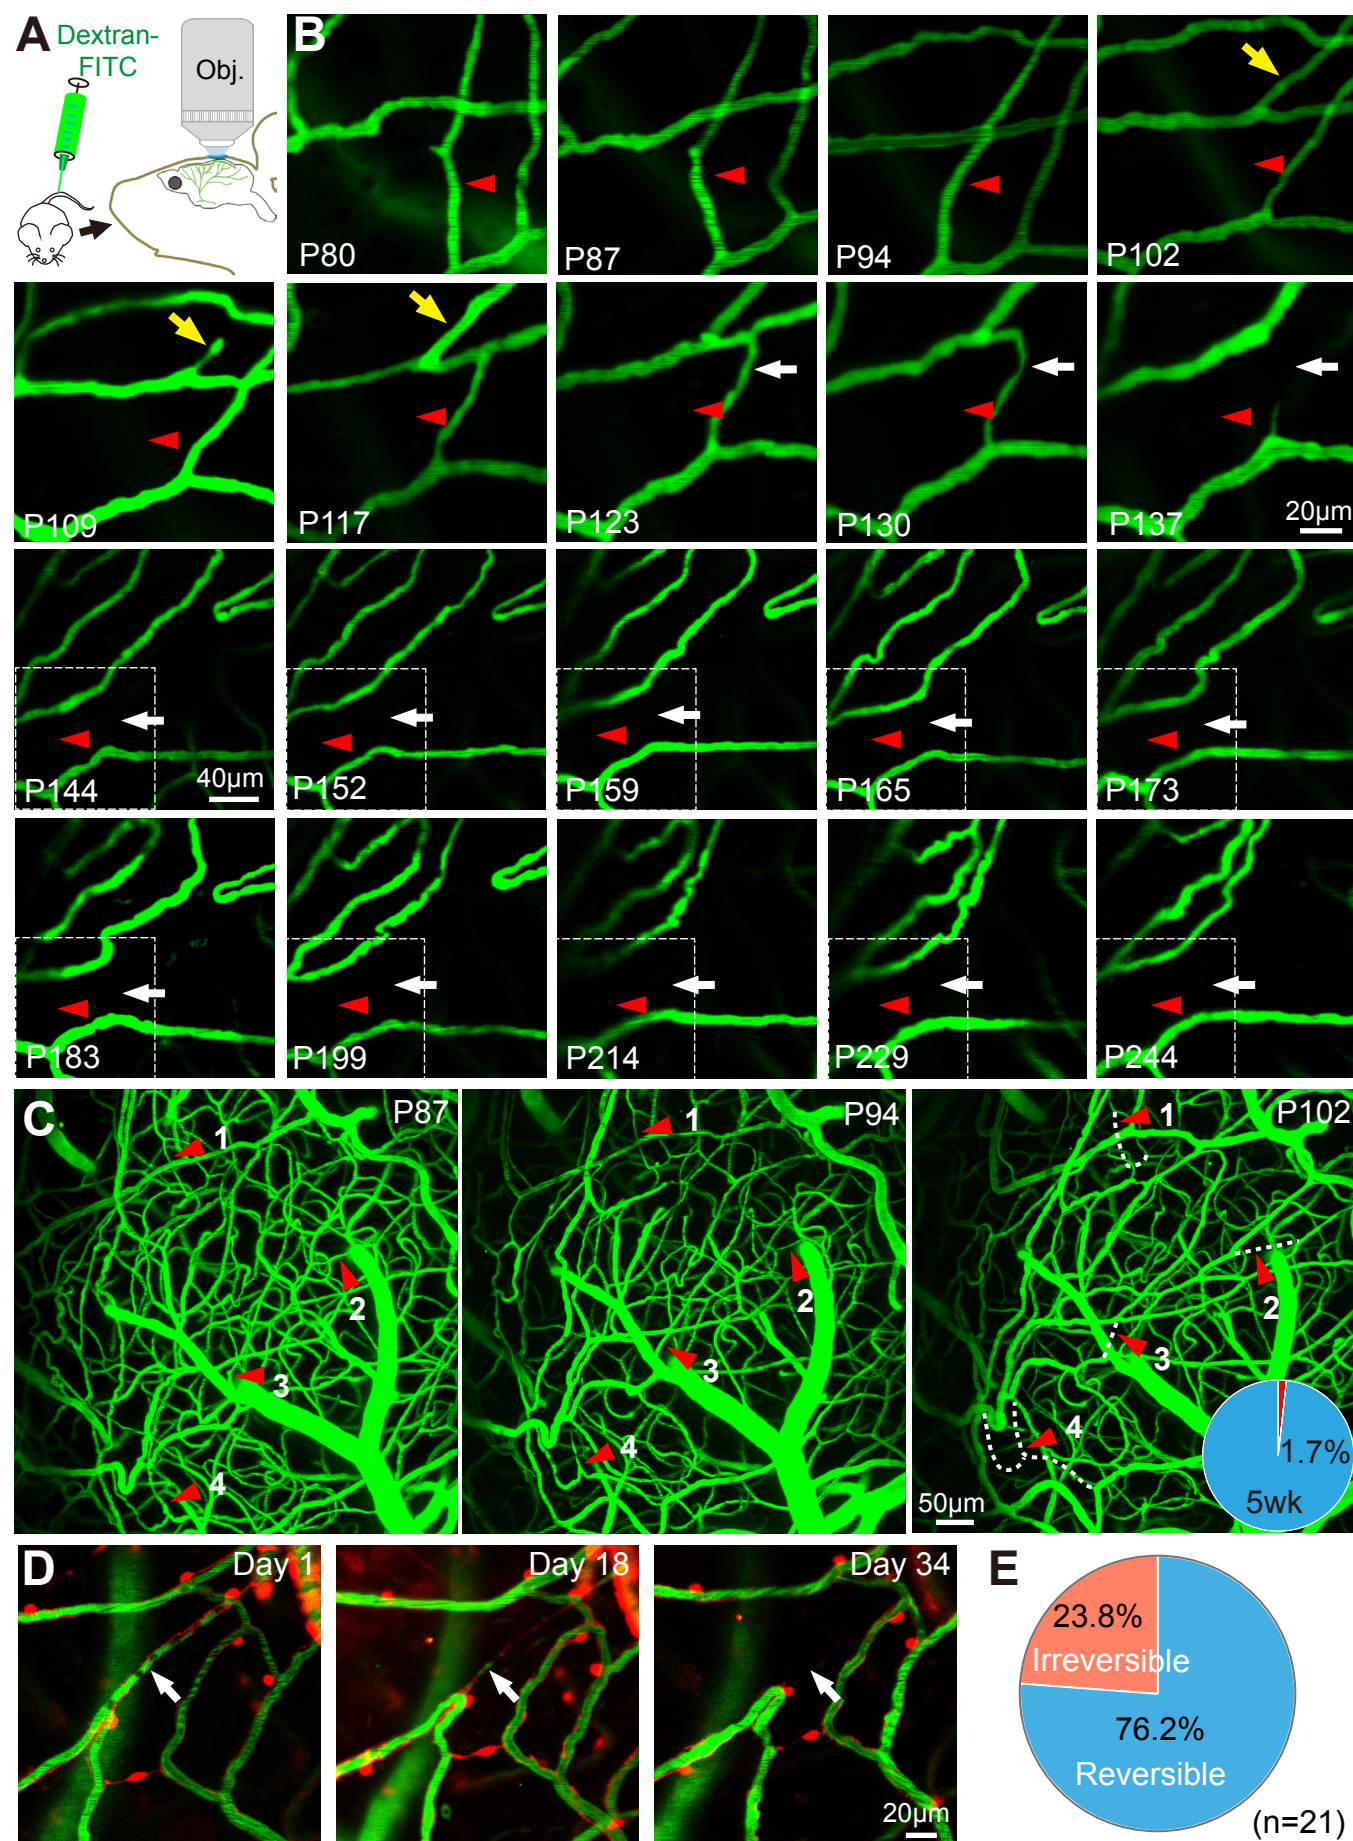 A
Dextran-
FITC
Obj.
B
P80
P87
P94
P102
P109
P117
P123
P130
P137
20μm
P144
40μm
P152
P159
P165
P173
P183
P199
P214
P229
P244
C
P87
1
2
3
4
P94
1
2
3
4
P102
1
2
3
4
50μm
1.7%
5wk
D
Day 1
Day 18
Day 34
20μm
E
23.8%
Irreversible
76.2%
Reversible
(n=21)